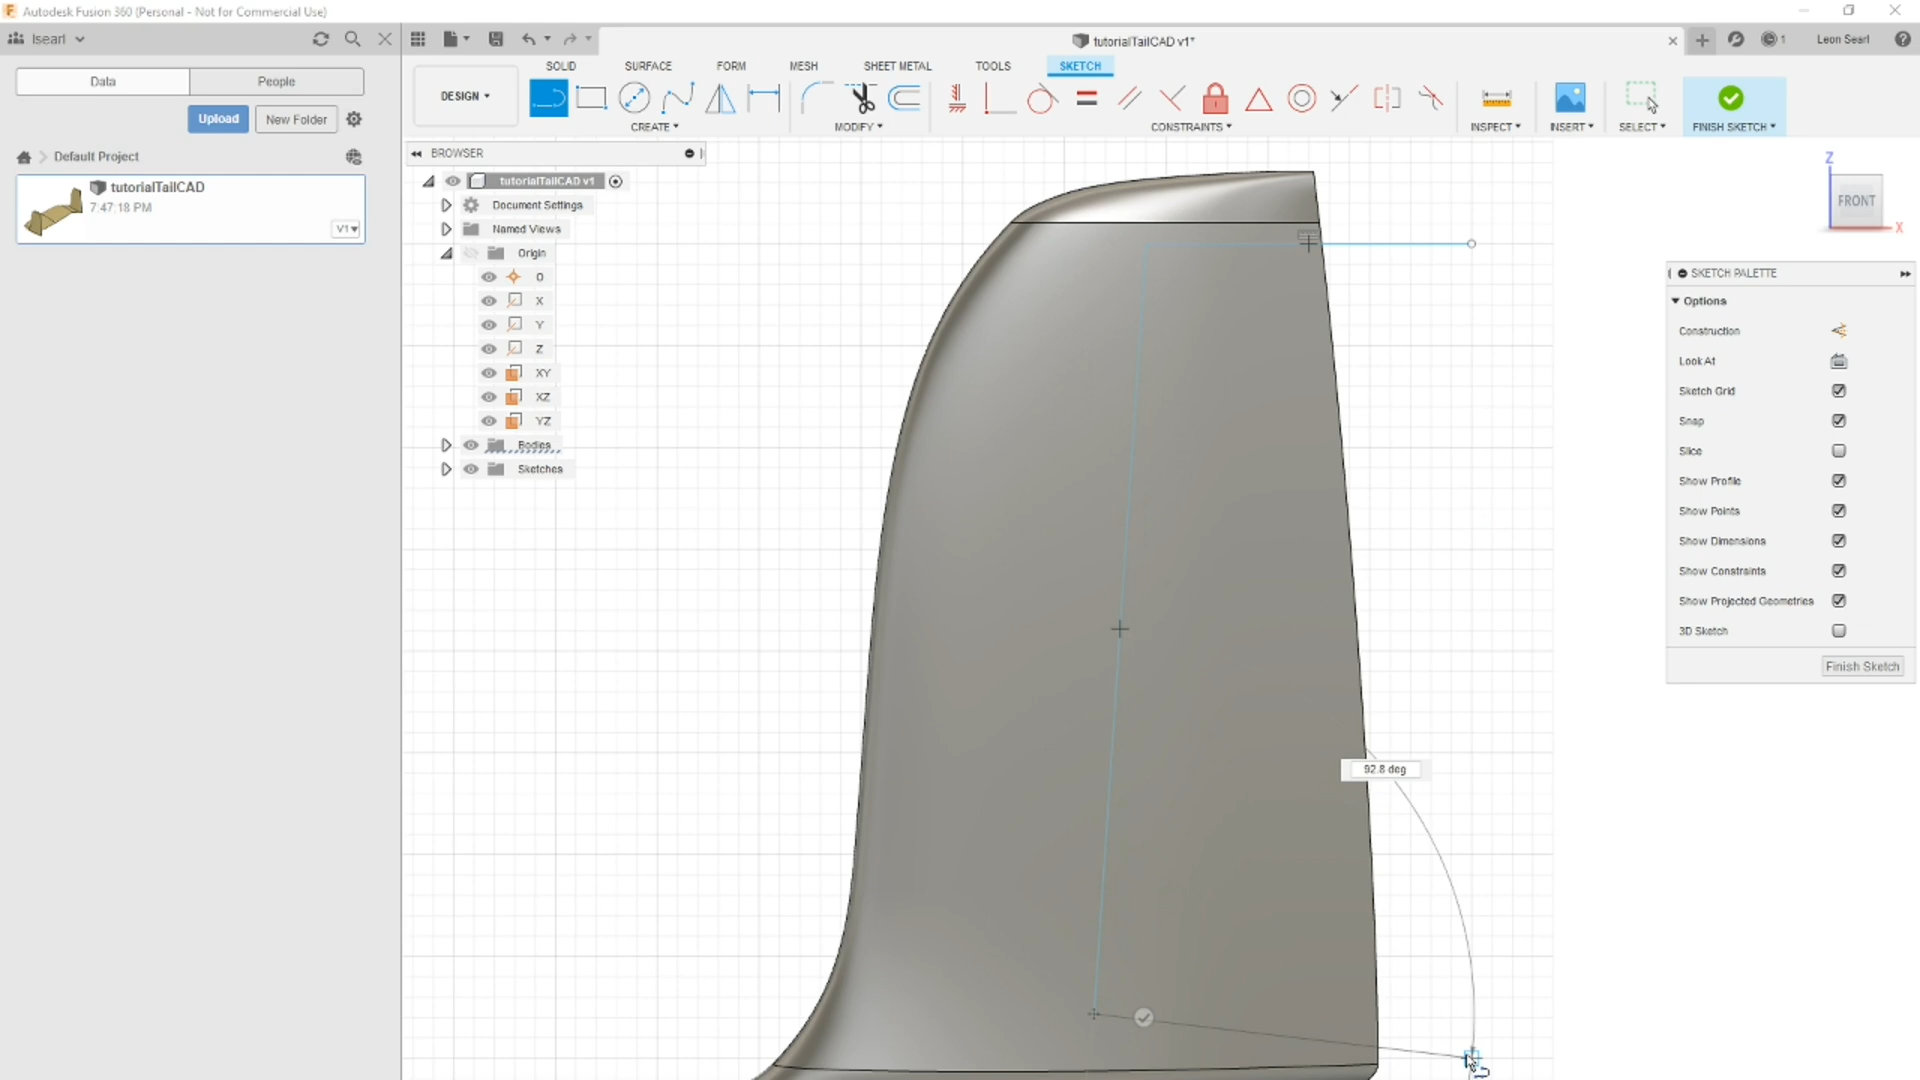 Autodesk Fusion 360 (Personal - Not for Commercial Use)
lsearl
tutorialTailCAD v1*
1
Leon Searl
Data
People
Upload
New Folder
Default Project
tutorialTailCAD
7:47:18 PM
V1
DESIGN
SOLID
SURFACE
FORM
MESH
SHEET METAL
TOOLS
SKETCH
CREATE
MODIFY
CONSTRAINTS
INSPECT
INSERT
SELECT
FINISH SKETCH
BROWSER
tutorialTailCAD v1
Document Settings
Named Views
Origin
O
X
Y
Z
XY
XZ
YZ
Bodies
Sketches
Z
FRONT
X
SKETCH PALETTE
Options
Construction
Look At
Sketch Grid
Snap
Slice
Show Profile
Show Points
Show Dimensions
Show Constraints
Show Projected Geometries
3D Sketch
Finish Sketch
92.8 deg